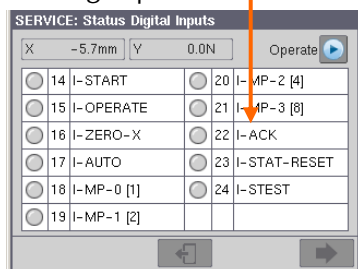 SERVICE: Status Digital Inputs
X -5.7mm Y 0.0N Operate
14 I-START 20 I-MP-2 [4]
15 I-OPERATE 21 I-MP-3 [8]
16 I-ZERO-X 22 I-ACK
17 I-AUTO 23 I-STAT-RESET
18 I-MP-0 [1] 24 I-STEST
19 I-MP-1 [2]